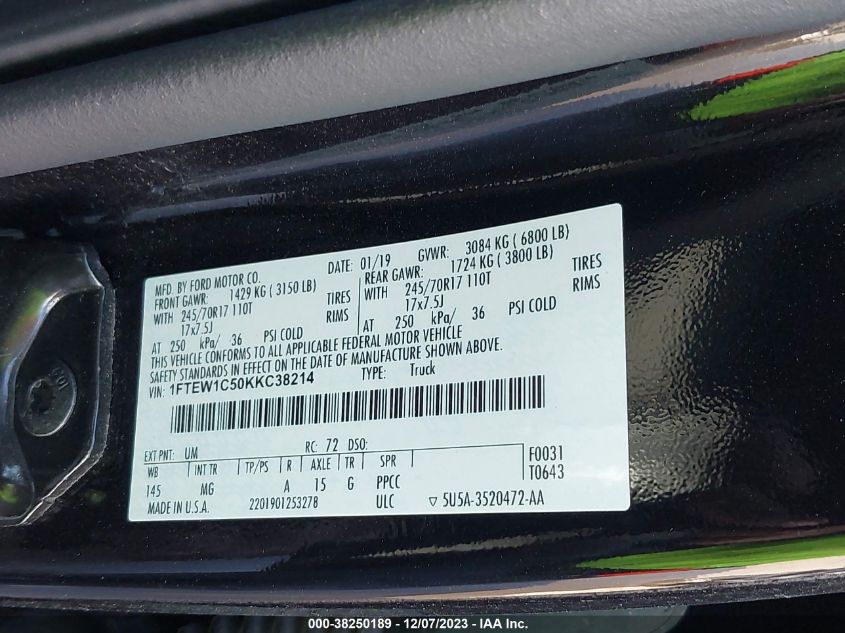 MFD. BY FORD MOTOR CO.
DATE: 01/19 GVWR: 3084 KG ( 6800 LB)
FRONT GAWR: 1429 KG ( 3150 LB) REAR GAWR: 1724 KG ( 3800 LB)
WITH 245/70R17 110T TIRES WITH 245/70R17 110T TIRES
17x7.5J RIMS 17x7.5J RIMS
AT 250 kPa/ 36 PSI COLD AT 250 kPa/ 36 PSI COLD
THIS VEHICLE CONFORMS TO ALL APPLICABLE FEDERAL MOTOR VEHICLE
SAFETY STANDARDS IN EFFECT ON THE DATE OF MANUFACTURE SHOWN ABOVE.
VIN: 1FTEW1C50KKC38214 TYPE: Truck
EXT PNT: UM RC: 72 DSO: F0031
WB INT TR TP/PS R AXLE TR SPR T0643
145 MG A 15 G PPCC
MADE IN U.S.A. 2201901253278 ULC ▽ 5U5A-3520472-AA
000-38250189 - 12/07/2023 - IAA Inc.